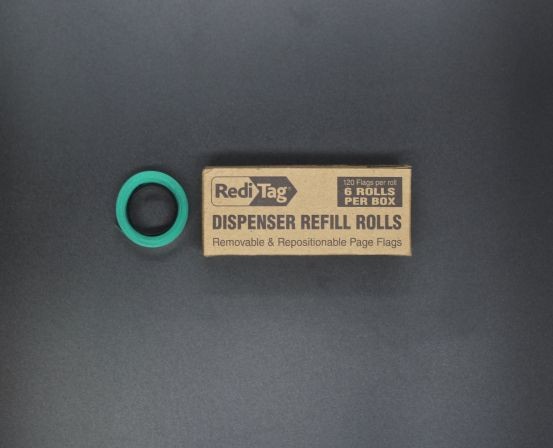 Redi Tag®
120 Flags per roll
6 ROLLS
PER BOX
DISPENSER REFILL ROLLS
Removable & Repositionable Page Flags